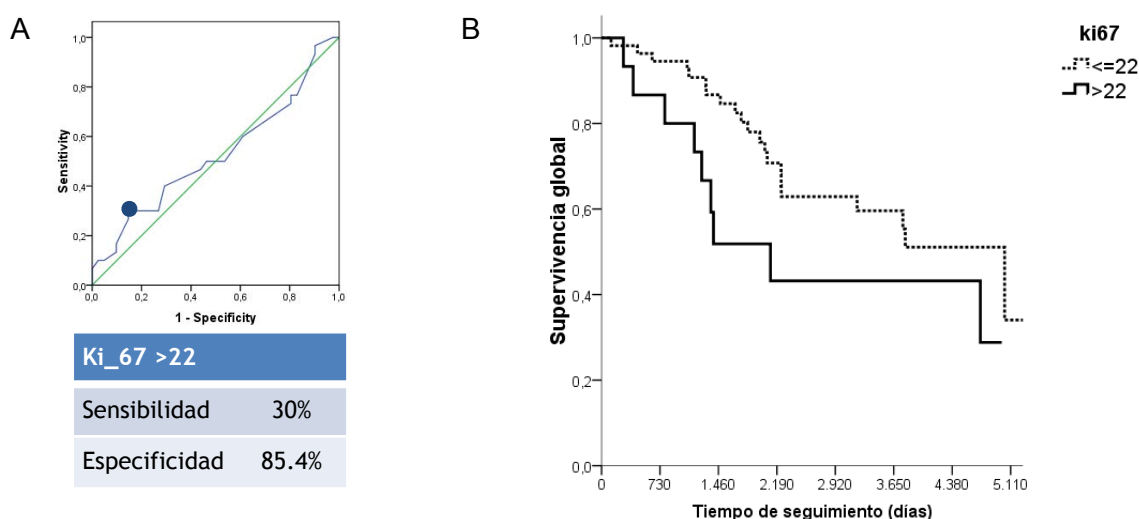 A
1,0
0,8
0,6
0,4
0,2
0,0
Sensitivity
0,0 0,2 0,4 0,6 0,8 1,0
1 - Specificity
Ki_67 >22
Sensibilidad 30%
Especificidad 85.4%
B
1,0
0,8
0,6
0,4
0,2
0,0
Supervivencia global
0 730 1.460 2.190 2.920 3.650 4.380 5.110
Tiempo de seguimiento (días)
ki67
<=22
>22